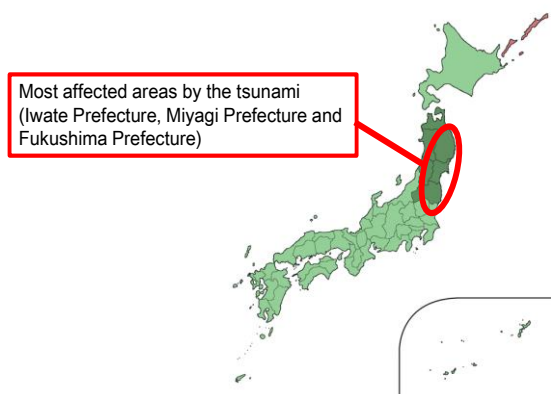 Most affected areas by the tsunami
(Iwate Prefecture, Miyagi Prefecture and
Fukushima Prefecture)